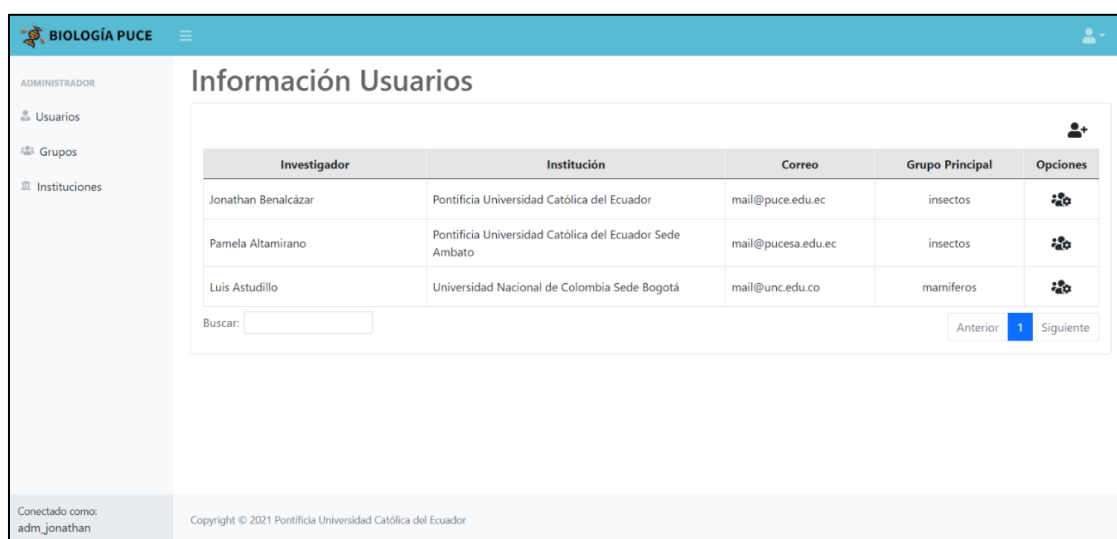 BIOLOGÍA PUCE
ADMINISTRADOR
Usuarios
Grupos
Instituciones
Información Usuarios
Investigador Institución Correo Grupo Principal Opciones
Jonathan Benalcázar Pontificia Universidad Católica del Ecuador mail@puce.edu.ec insectos
Pamela Altamirano Pontificia Universidad Católica del Ecuador Sede
Ambato mail@pucesa.edu.ec insectos
Luis Astudillo Universidad Nacional de Colombia Sede Bogotá mail@unc.edu.co mamiferos
Buscar: Anterior 1 Siguiente
Conectado como:
adm_jonathan
Copyright © 2021 Pontificia Universidad Católica del Ecuador